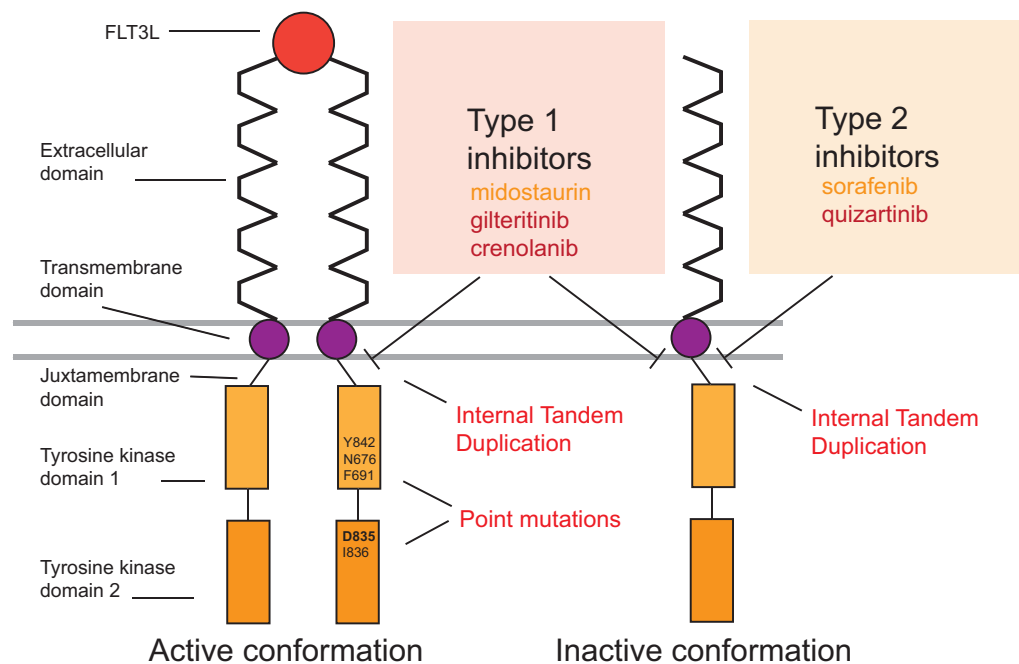 FLT3L
Extracellular
domain
Transmembrane
domain
Juxtamembrane
domain
Tyrosine kinase
domain 1
Tyrosine kinase
domain 2
Type 1
inhibitors
midostaurin
gilteritinib
crenolanib
Type 2
inhibitors
sorafenib
quizartinib
Internal Tandem
Duplication
Y842
N676
F691
Point mutations
D835
I836
Internal Tandem
Duplication
Active conformation
Inactive conformation